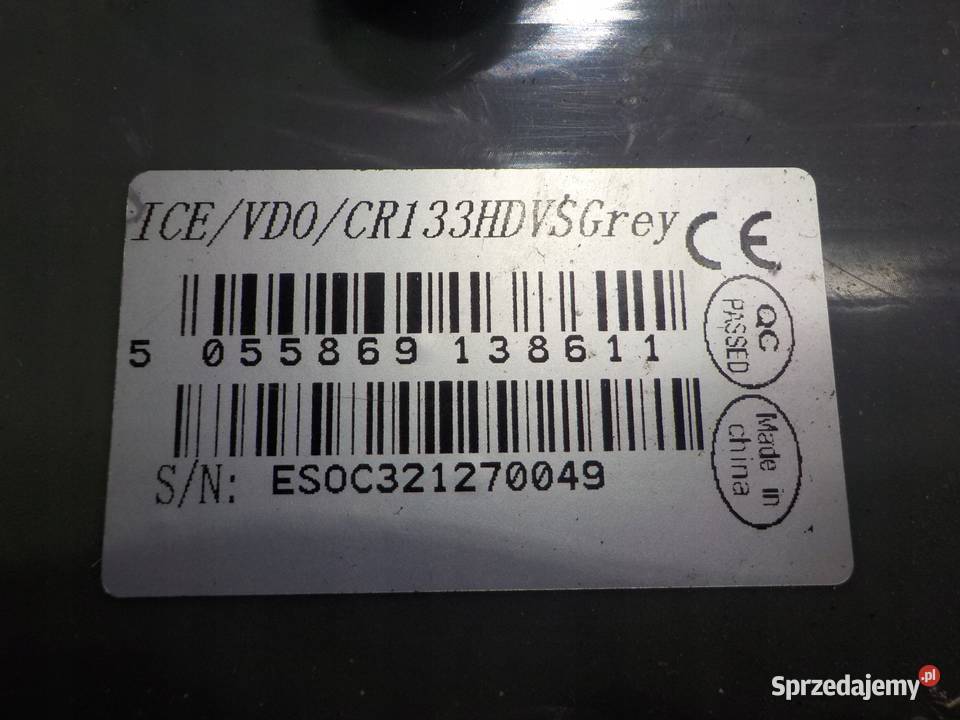 ICE/VDO/CR133HDV$Grey
CE
QC
PASSED
5 055869 138611
Made in
china
S/N: ESOC321270049
Sprzedajemy.pl